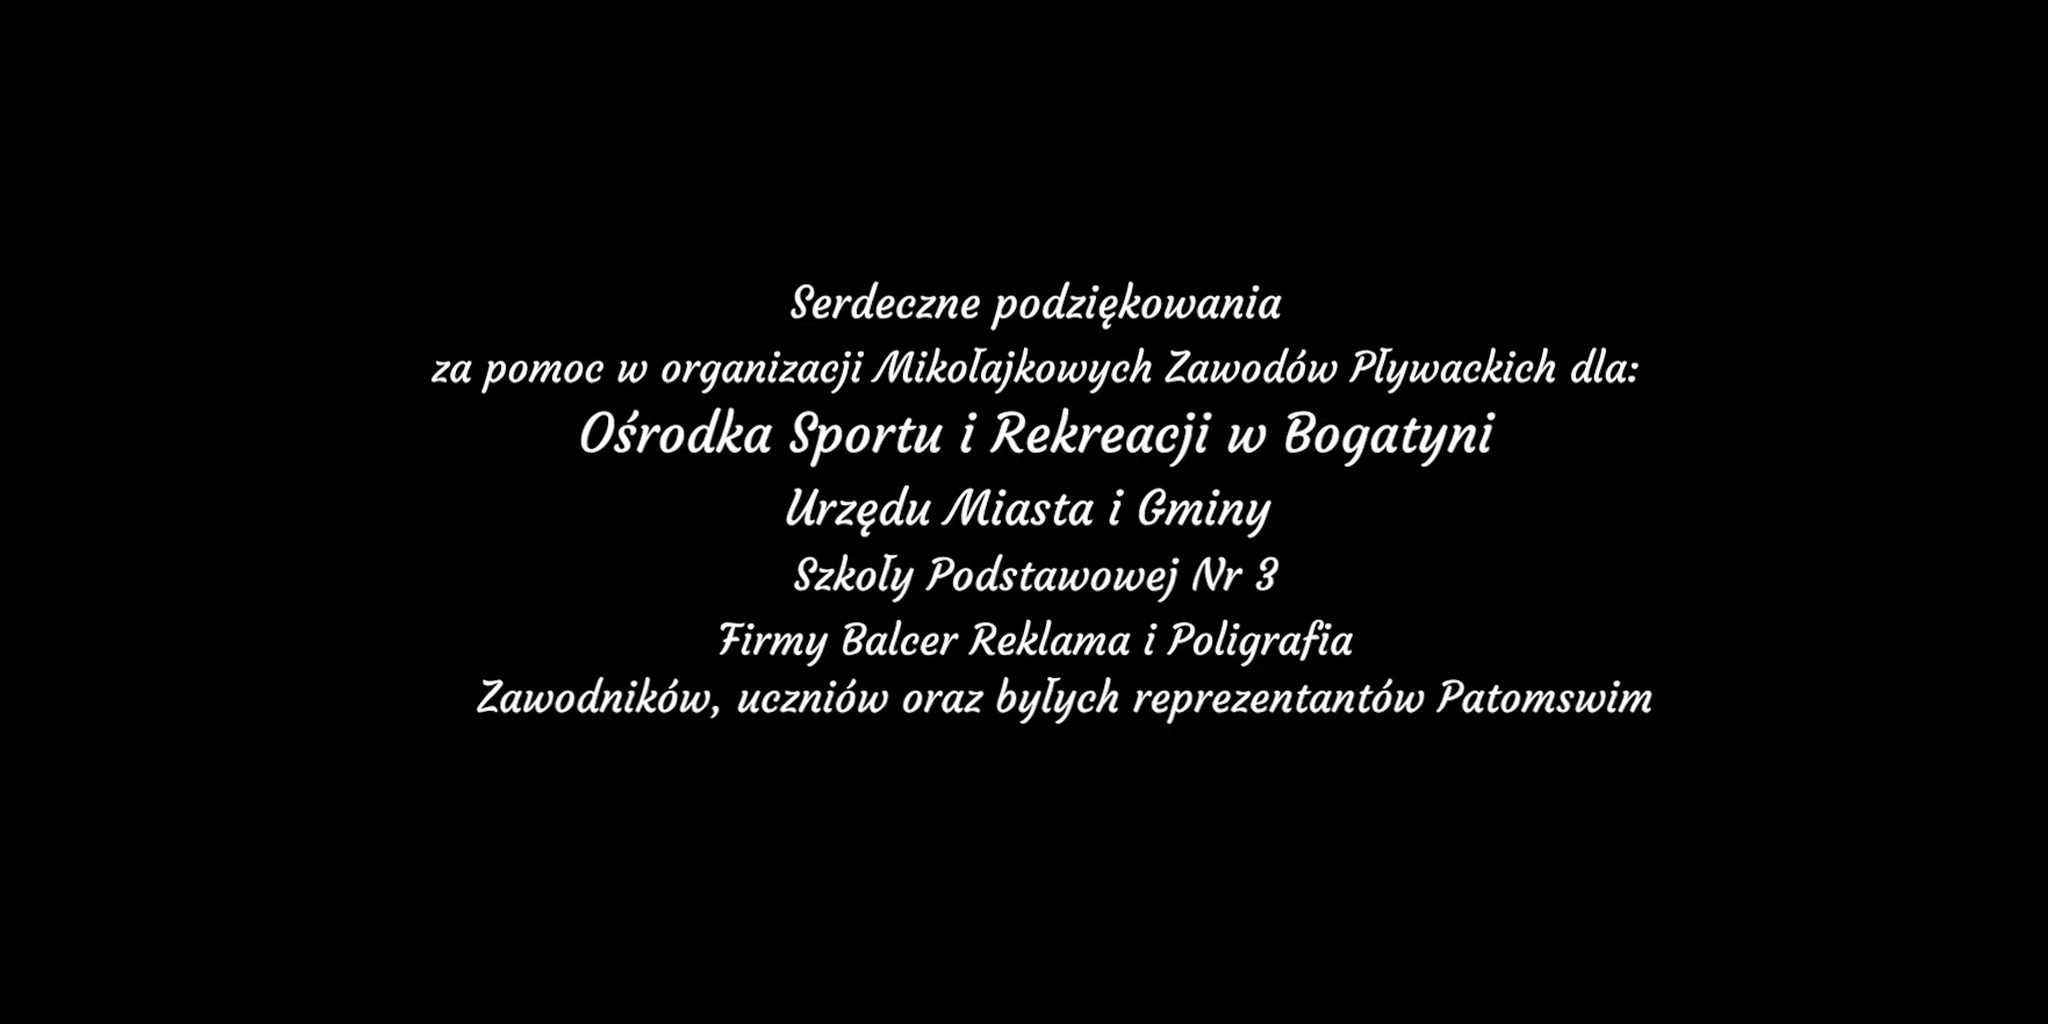 Serdeczne podziękowania
za pomoc w organizacji Mikołajkowych Zawodów Pływackich dla:
Ośrodka Sportu i Rekreacji w Bogatyni
Urzędu Miasta i Gminy
Szkoły Podstawowej Nr 3
Firmy Balcer Reklama i Poligrafia
Zawodników, uczniów oraz byłych reprezentantów Patomswim